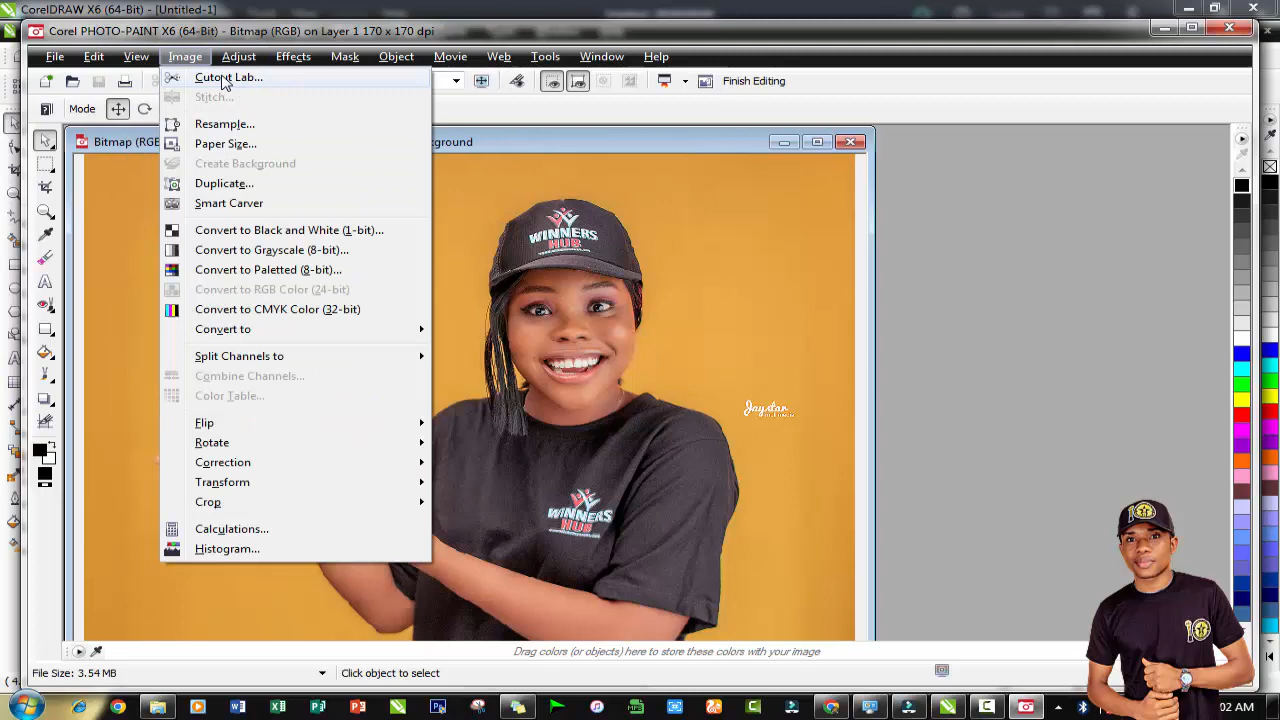 CorelDRAW X6 (64-Bit) - [Untitled-1]
Corel PHOTO-PAINT X6 (64-Bit) - Bitmap (RGB) on Layer 1 170 x 170 dpi
File Edit View Image Adjust Effects Mask Object Movie Web Tools Window Help
Cutout Lab...
Finish Editing
Stitch...
Mode
Resample...
Bitmap (RG
ground
Paper Size...
Create Background
Duplicate...
Smart Carver
Convert to Black and White (1-bit)...
Convert to Grayscale (8-bit)...
Convert to Paletted (8-bit)...
Convert to RGB Color (24-bit)
Convert to CMYK Color (32-bit)
Convert to
Split Channels to
Combine Channels...
Color Table...
Flip
Rotate
Correction
Transform
Crop
Calculations...
Histogram...
WINNERS
HUB
Jaystar
WINNERS
HUB
Drag colors (or objects) here to store these colors with your image
File Size: 3.54 MB
Click object to select
:02 AM